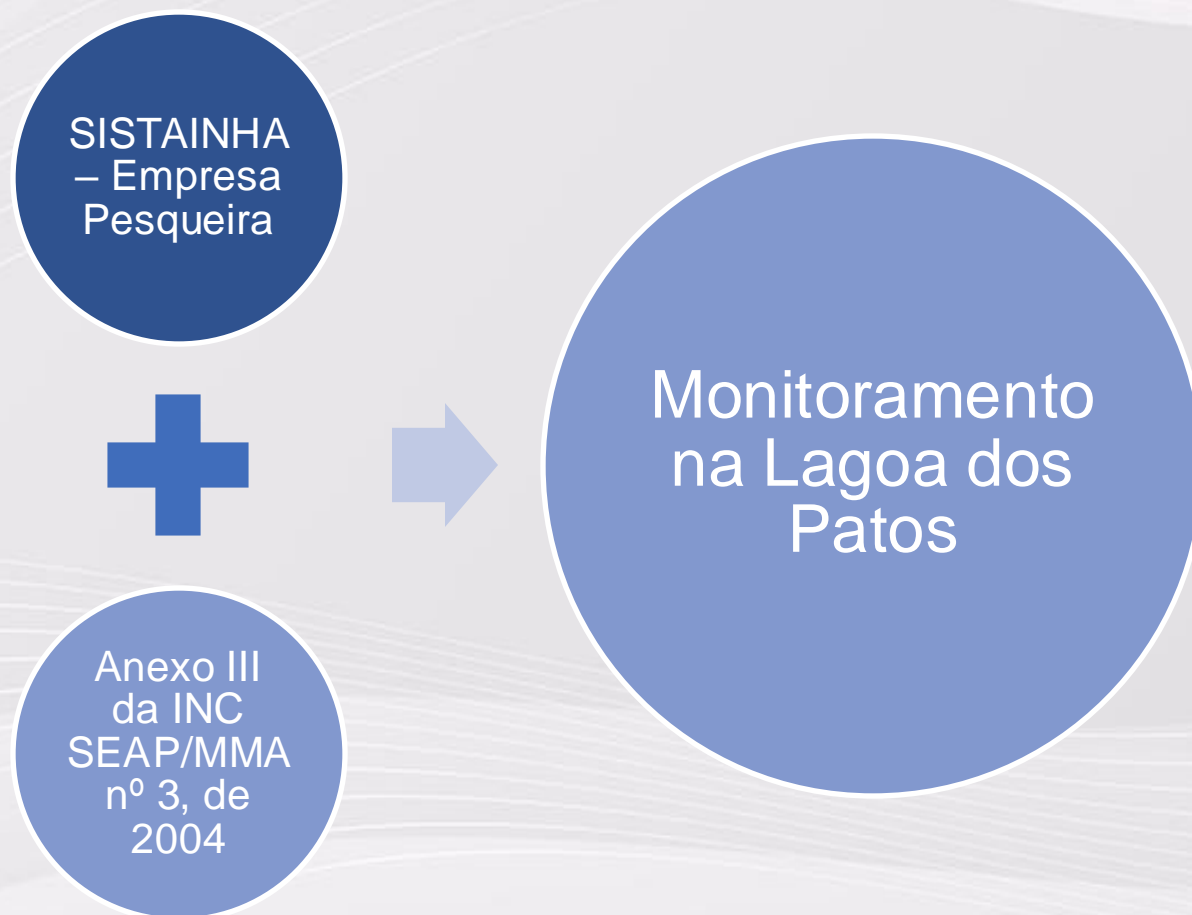 SISTAINHA
– Empresa
Pesqueira
Anexo III
da INC
SEAP/MMA
nº 3, de
2004
Monitoramento
na Lagoa dos
Patos